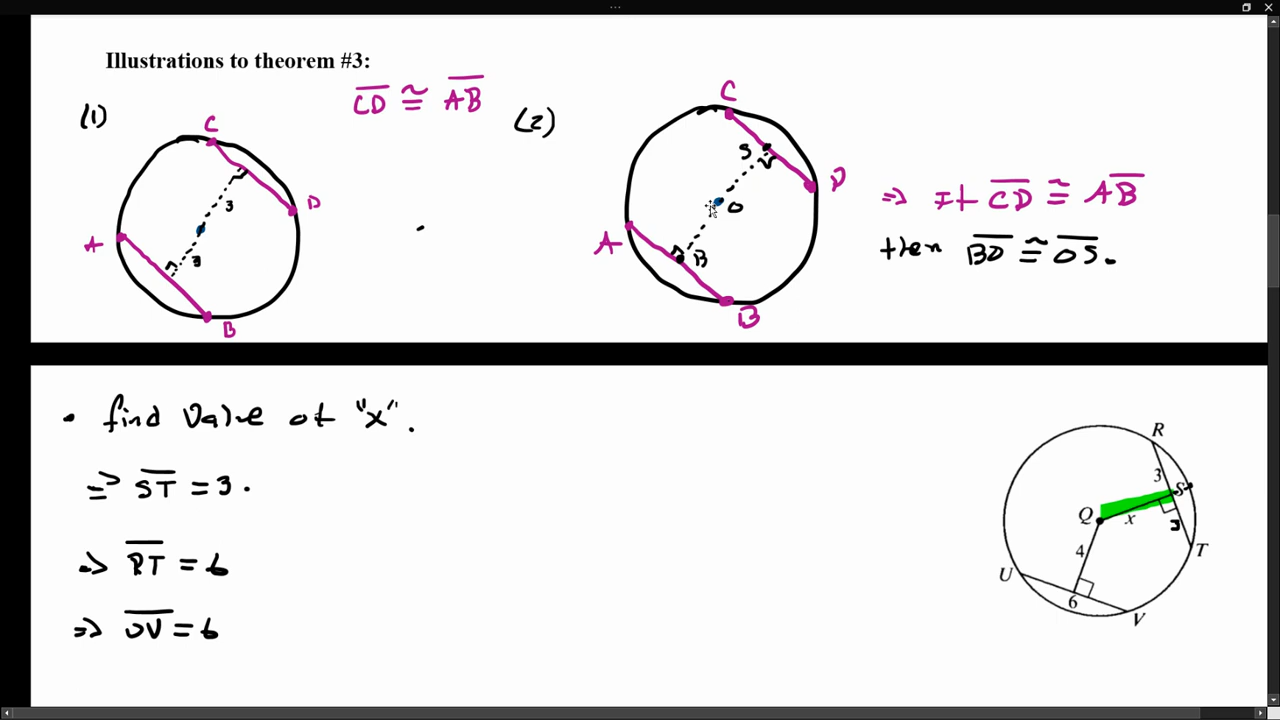 Illustrations to theorem #3:
CD ≅ AB
(1)
C
D
A
B
3
3
(2)
C
D
A
B
S
O
B
⇒ If CD ≅ AB
then BO ≅ OS.
• find value of "x".
⇒ ST = 3.
⇒ RT = 6
⇒ UV = 6
R
3
S
Q
x
3
4
T
U
6
V